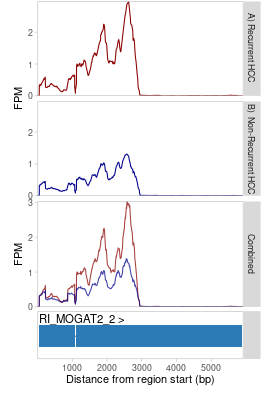 2
1
0
FPM
A) Recurrent HCC
2
1
0
B) Non-Recurrent HCC
3
2
1
0
FPM
Combined
RI_MOGAT2_2 >
1000 2000 3000 4000 5000
Distance from region start (bp)